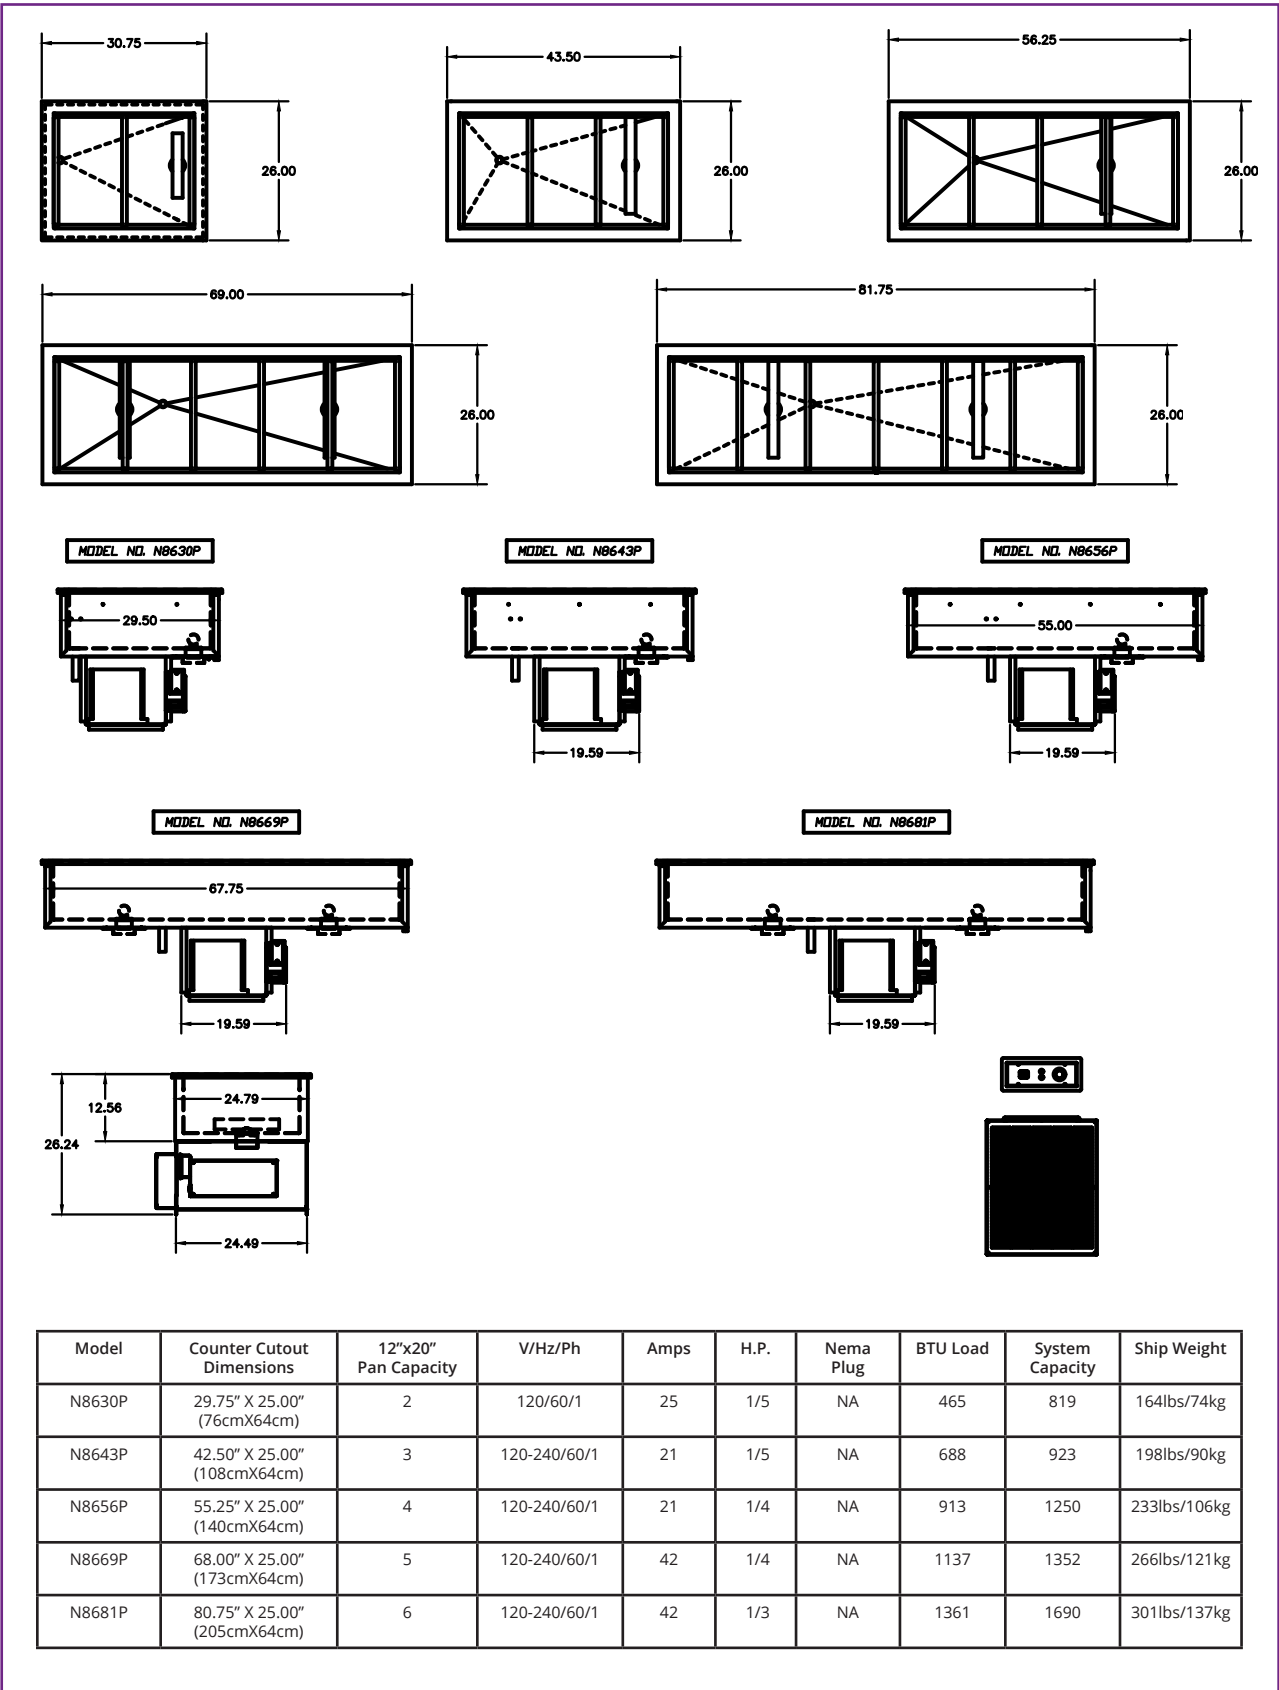 30.75
43.50
56.25
26.00
26.00
26.00
69.00
81.75
26.00
26.00
MODEL NO. N8630P
MODEL NO. N8643P
MODEL NO. N8656P
29.50
55.00
19.59
19.59
MODEL NO. N8669P
MODEL NO. N8681P
67.75
19.59
19.59
12.56
24.79
26.24
24.49
Model
Counter Cutout
Dimensions
12”x20”
Pan Capacity
V/Hz/Ph
Amps
H.P.
Nema
Plug
BTU Load
System
Capacity
Ship Weight
N8630P
29.75” X 25.00”
(76cmX64cm)
2
120/60/1
25
1/5
NA
465
819
164lbs/74kg
N8643P
42.50” X 25.00”
(108cmX64cm)
3
120-240/60/1
21
1/5
NA
688
923
198lbs/90kg
N8656P
55.25” X 25.00”
(140cmX64cm)
4
120-240/60/1
21
1/4
NA
913
1250
233lbs/106kg
N8669P
68.00” X 25.00”
(173cmX64cm)
5
120-240/60/1
42
1/4
NA
1137
1352
266lbs/121kg
N8681P
80.75” X 25.00”
(205cmX64cm)
6
120-240/60/1
42
1/3
NA
1361
1690
301lbs/137kg